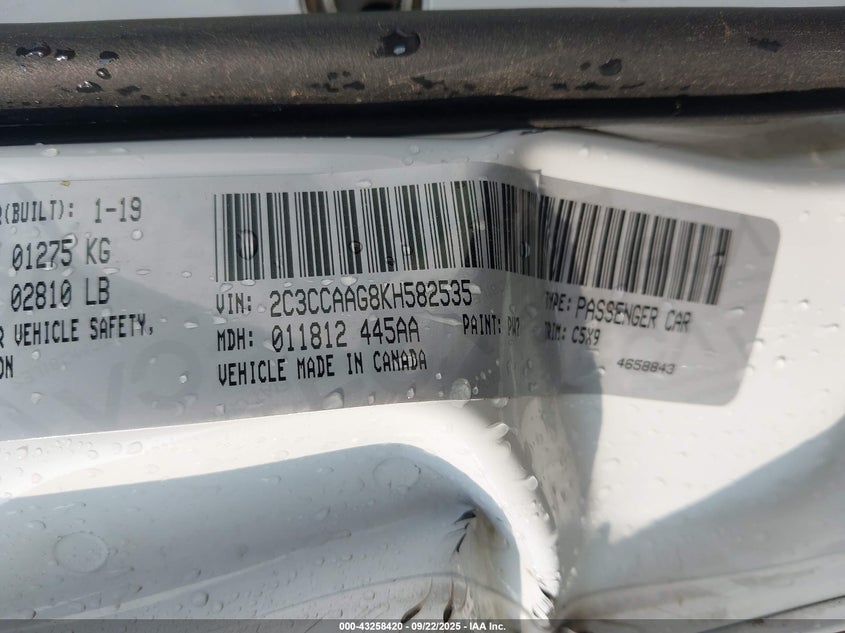 R(BUILT): 1-19
01275 KG
02810 LB
R VEHICLE SAFETY,
ON
VIN: 2C3CCAAG8KH582535
MDH: 011812 445AA
PAINT: PW7
VEHICLE MADE IN CANADA
TYPE: PASSENGER CAR
TRIM: C5X9
4658843
000-43258420 - 09/22/2025 - IAA Inc.